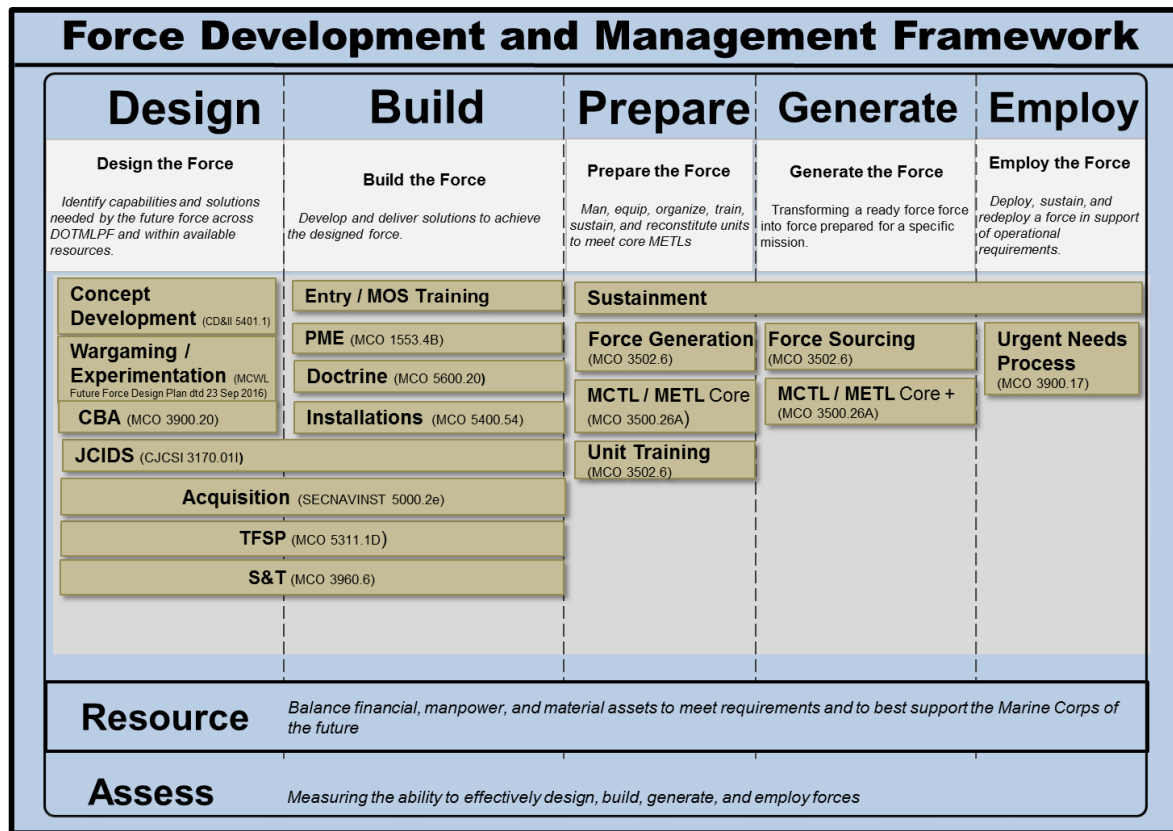 Force Development and Management Framework
Design
Build
Prepare
Generate
Employ
Design the Force
Identify capabilities and solutions
needed by the future force across
DOTMLPF and within available
resources.
Build the Force
Develop and deliver solutions to achieve
the designed force.
Prepare the Force
Man, equip, organize, train,
sustain, and reconstitute units
to meet core METLs
Generate the Force
Transforming a ready force force
into force prepared for a specific
mission.
Employ the Force
Deploy, sustain, and
redeploy a force in support
of operational
requirements.
Concept
Development (CD&II 5401.1)
Wargaming /
Experimentation (MCWL
Future Force Design Plan dtd 23 Sep 2016)
CBA (MCO 3900.20)
Entry / MOS Training
PME (MCO 1553.4B)
Doctrine (MCO 5600.20)
Installations (MCO 5400.54)
JCIDS (CJCSI 3170.01I)
Acquisition (SECNAVINST 5000.2e)
TFSP (MCO 5311.1D)
S&T (MCO 3960.6)
Sustainment
Force Generation
(MCO 3502.6)
MCTL / METL Core
(MCO 3500.26A)
Unit Training
(MCO 3502.6)
Force Sourcing
(MCO 3502.6)
MCTL / METL Core +
(MCO 3500.26A)
Urgent Needs
Process
(MCO 3900.17)
Resource
Balance financial, manpower, and material assets to meet requirements and to best support the Marine Corps of
the future
Assess
Measuring the ability to effectively design, build, generate, and employ forces